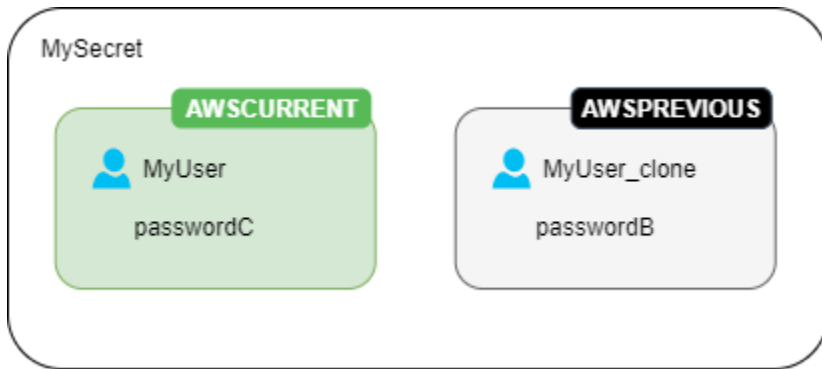 MySecret
AWSCURRENT
MyUser
passwordC
AWSPREVIOUS
MyUser_clone
passwordB